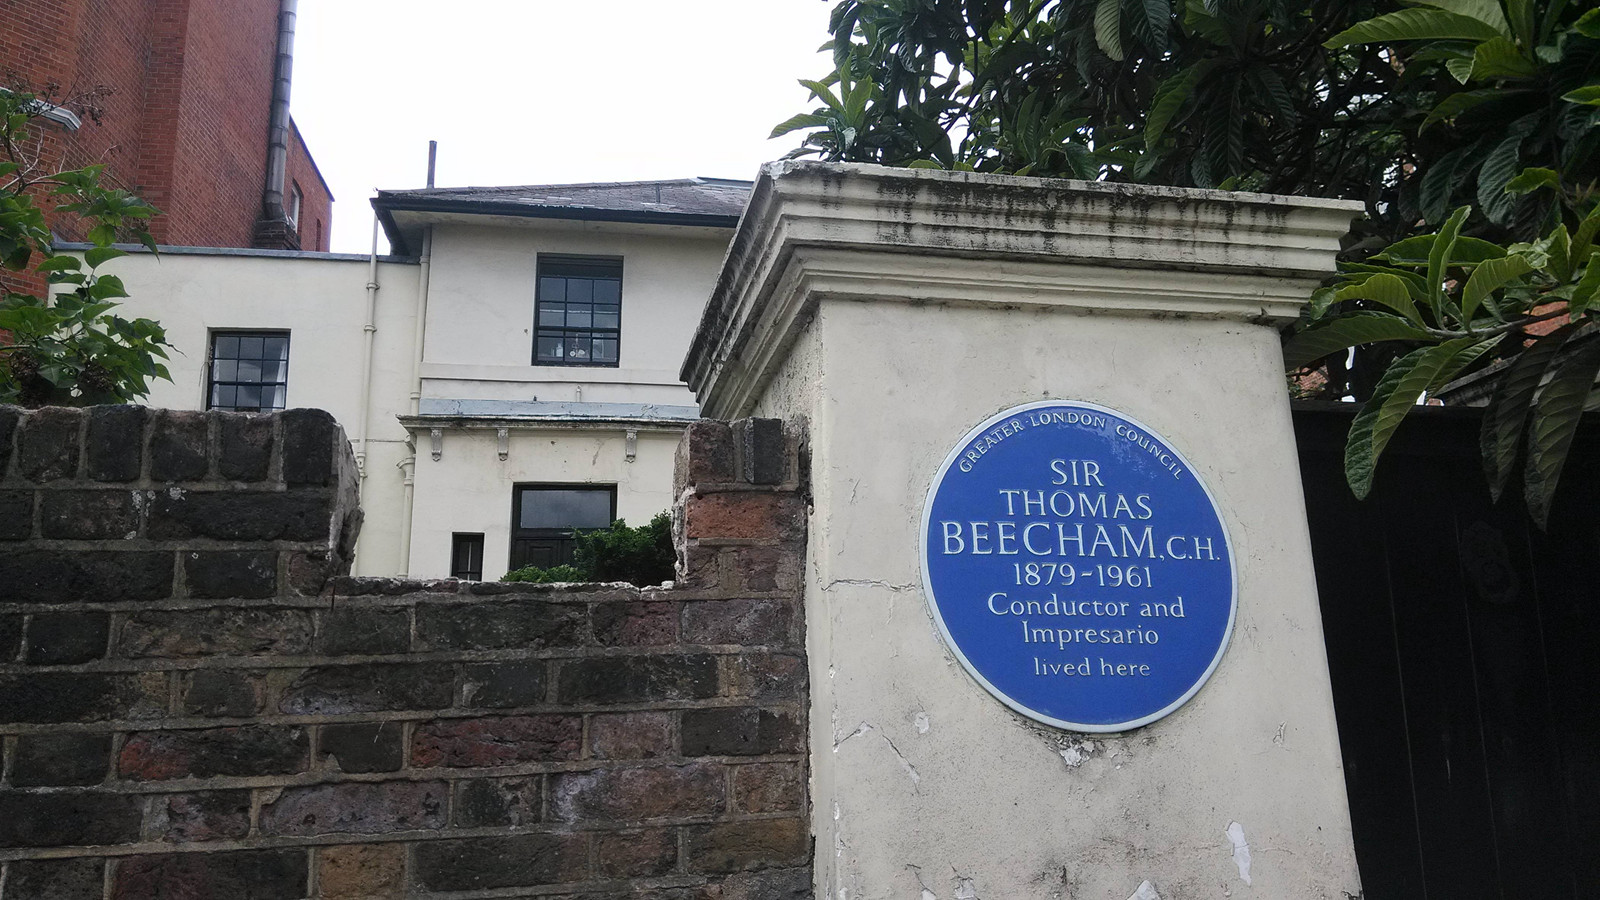 GREATER LONDON COUNCIL
SIR
THOMAS
BEECHAM, C.H.
1879-1961
Conductor and
Impresario
lived here